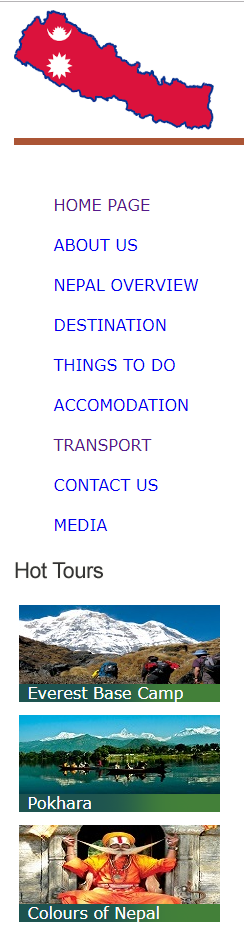 HOME PAGE
ABOUT US
NEPAL OVERVIEW
DESTINATION
THINGS TO DO
ACCOMODATION
TRANSPORT
CONTACT US
MEDIA
Hot Tours
Everest Base Camp
Pokhara
Colours of Nepal